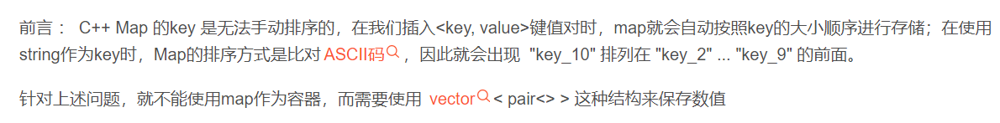 前言 ： C++ Map 的key 是无法手动排序的，在我们插入<key, value>键值对时，map就会自动按照key的大小顺序进行存储；在使用
string作为key时，Map的排序方式是比对 ASCII码 ，因此就会出现 "key_10" 排列在 "key_2" ... "key_9" 的前面。
针对上述问题，就不能使用map作为容器，而需要使用 vector < pair<> > 这种结构来保存数值